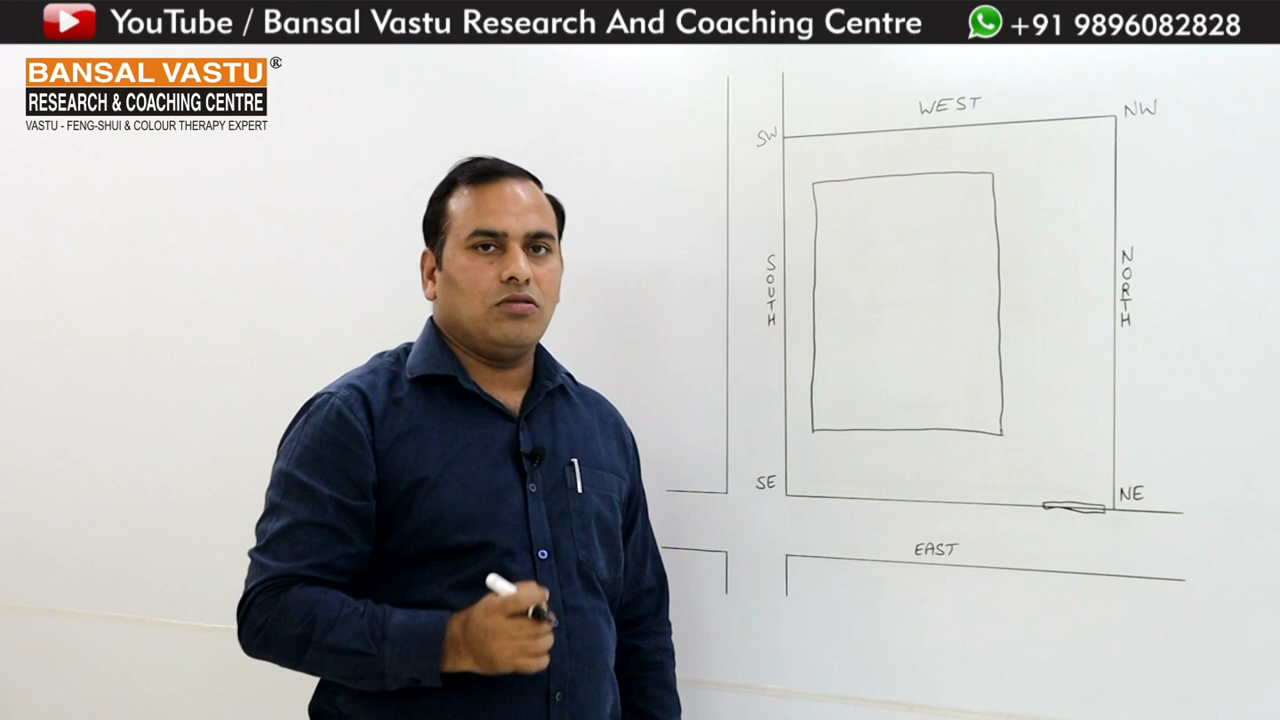 YouTube / Bansal Vastu Research And Coaching Centre +91 9896082828
BANSAL VASTU®
RESEARCH & COACHING CENTRE
VASTU - FENG-SHUI & COLOUR THERAPY EXPERT
WEST
NW
SW
SOUTH
NORTH
SE
NE
EAST